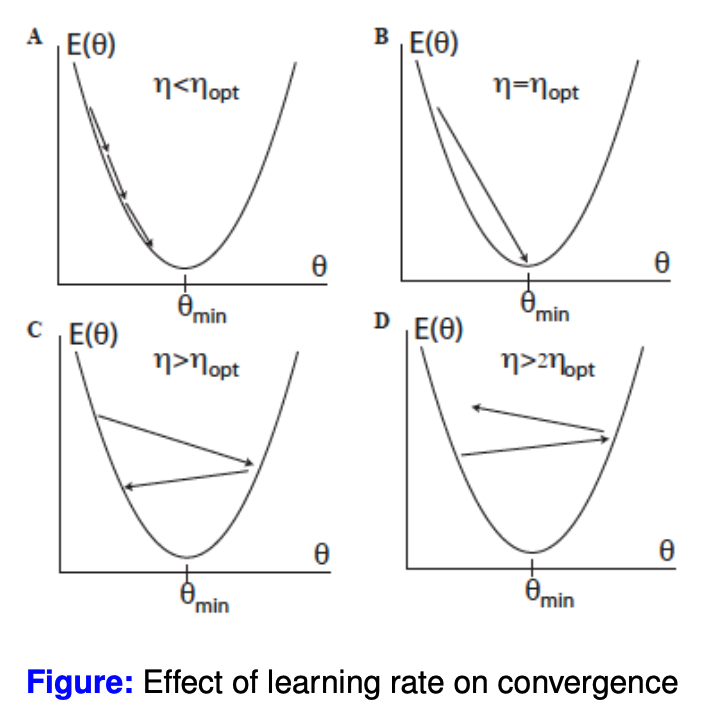 A E(θ)
η<ηopt
θ
θmin
B E(θ)
η=ηopt
θ
θmin
C E(θ)
η>ηopt
θ
θmin
D E(θ)
η>2ηopt
θ
θmin
Figure: Effect of learning rate on convergence